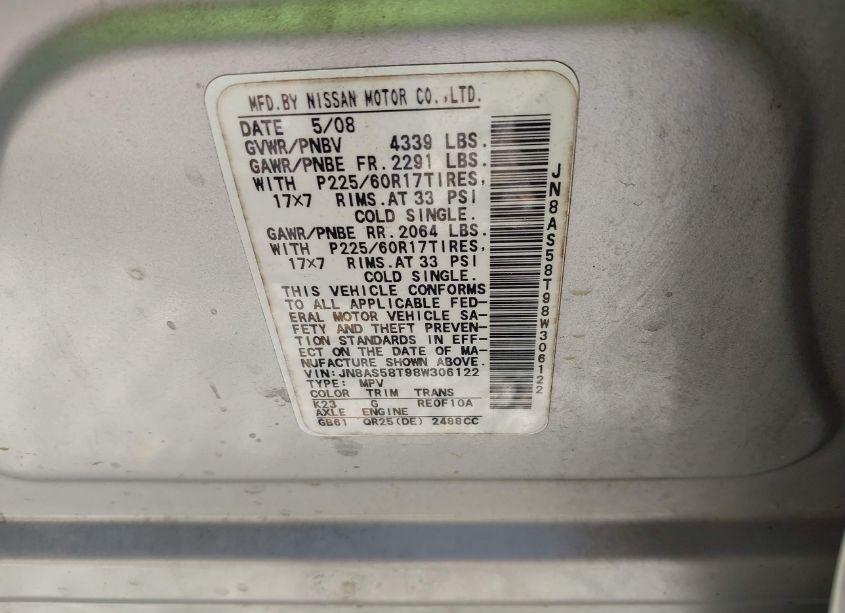 MFD.BY NISSAN MOTOR CO.,LTD.
DATE 5/08
GVWR/PNBV 4339 LBS.
GAWR/PNBE FR.2291 LBS.
WITH P225/60R17TIRES,
17×7 RIMS.AT 33 PSI
COLD SINGLE.
GAWR/PNBE RR.2064 LBS.
WITH P225/60R17TIRES,
17×7 RIMS.AT 33 PSI
COLD SINGLE.
THIS VEHICLE CONFORMS
TO ALL APPLICABLE FED-
ERAL MOTOR VEHICLE SA-
FETY AND THEFT PREVEN-
TION STANDARDS IN EFF-
ECT ON THE DATE OF MA-
NUFACTURE SHOWN ABOVE.
VIN:JN8AS58T98W306122
TYPE: MPV
COLOR TRIM TRANS
K23 G RE0F10A
AXLE ENGINE
GB61 QR25(DE) 2488CC
JN8AS58T98W306122